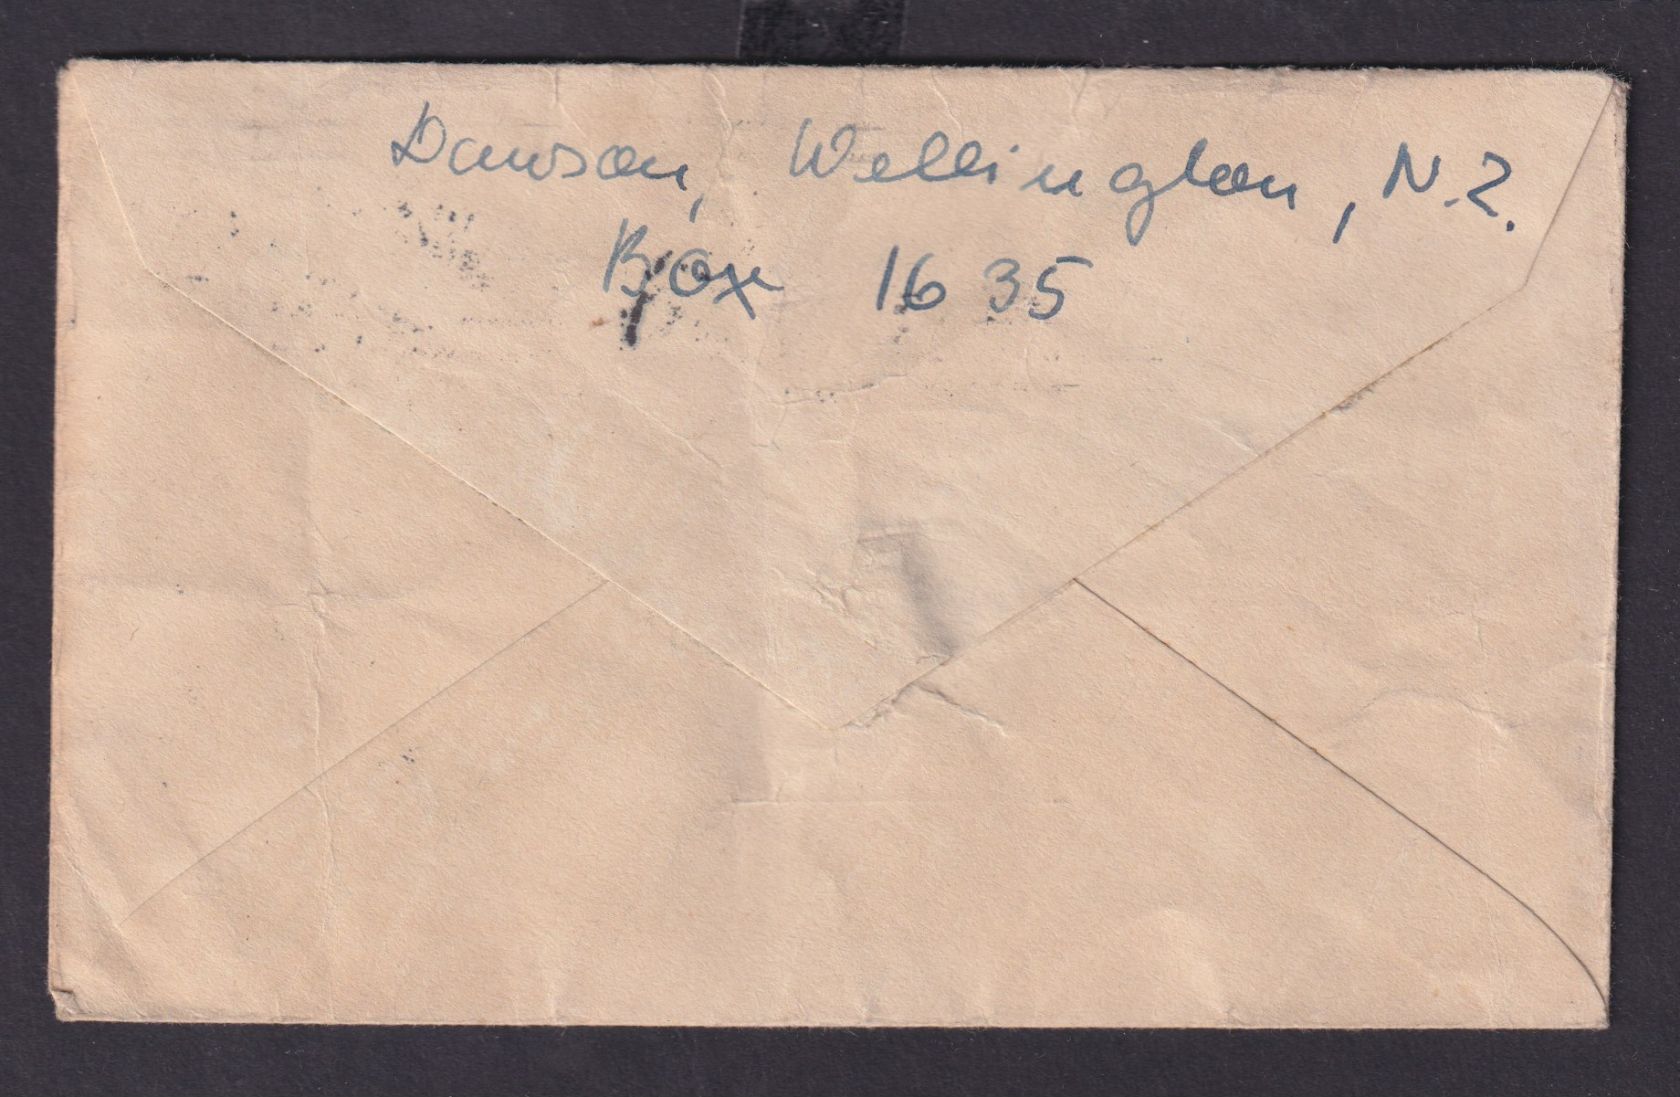 Dawson, Wellington, N.Z.
Box 1635